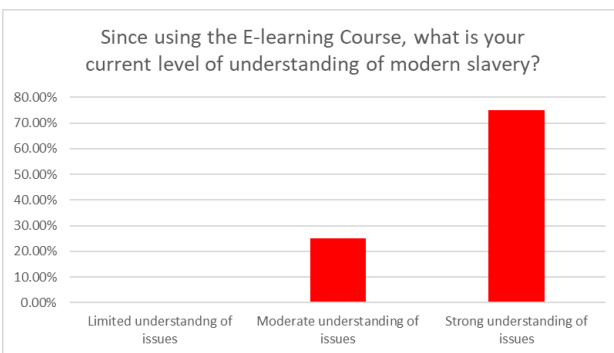 Since using the E-learning Course, what is your
current level of understanding of modern slavery?
80.00%
70.00%
60.00%
50.00%
40.00%
30.00%
20.00%
10.00%
0.00%
Limited understandng of
issues
Moderate understanding of
issues
Strong understanding of
issues